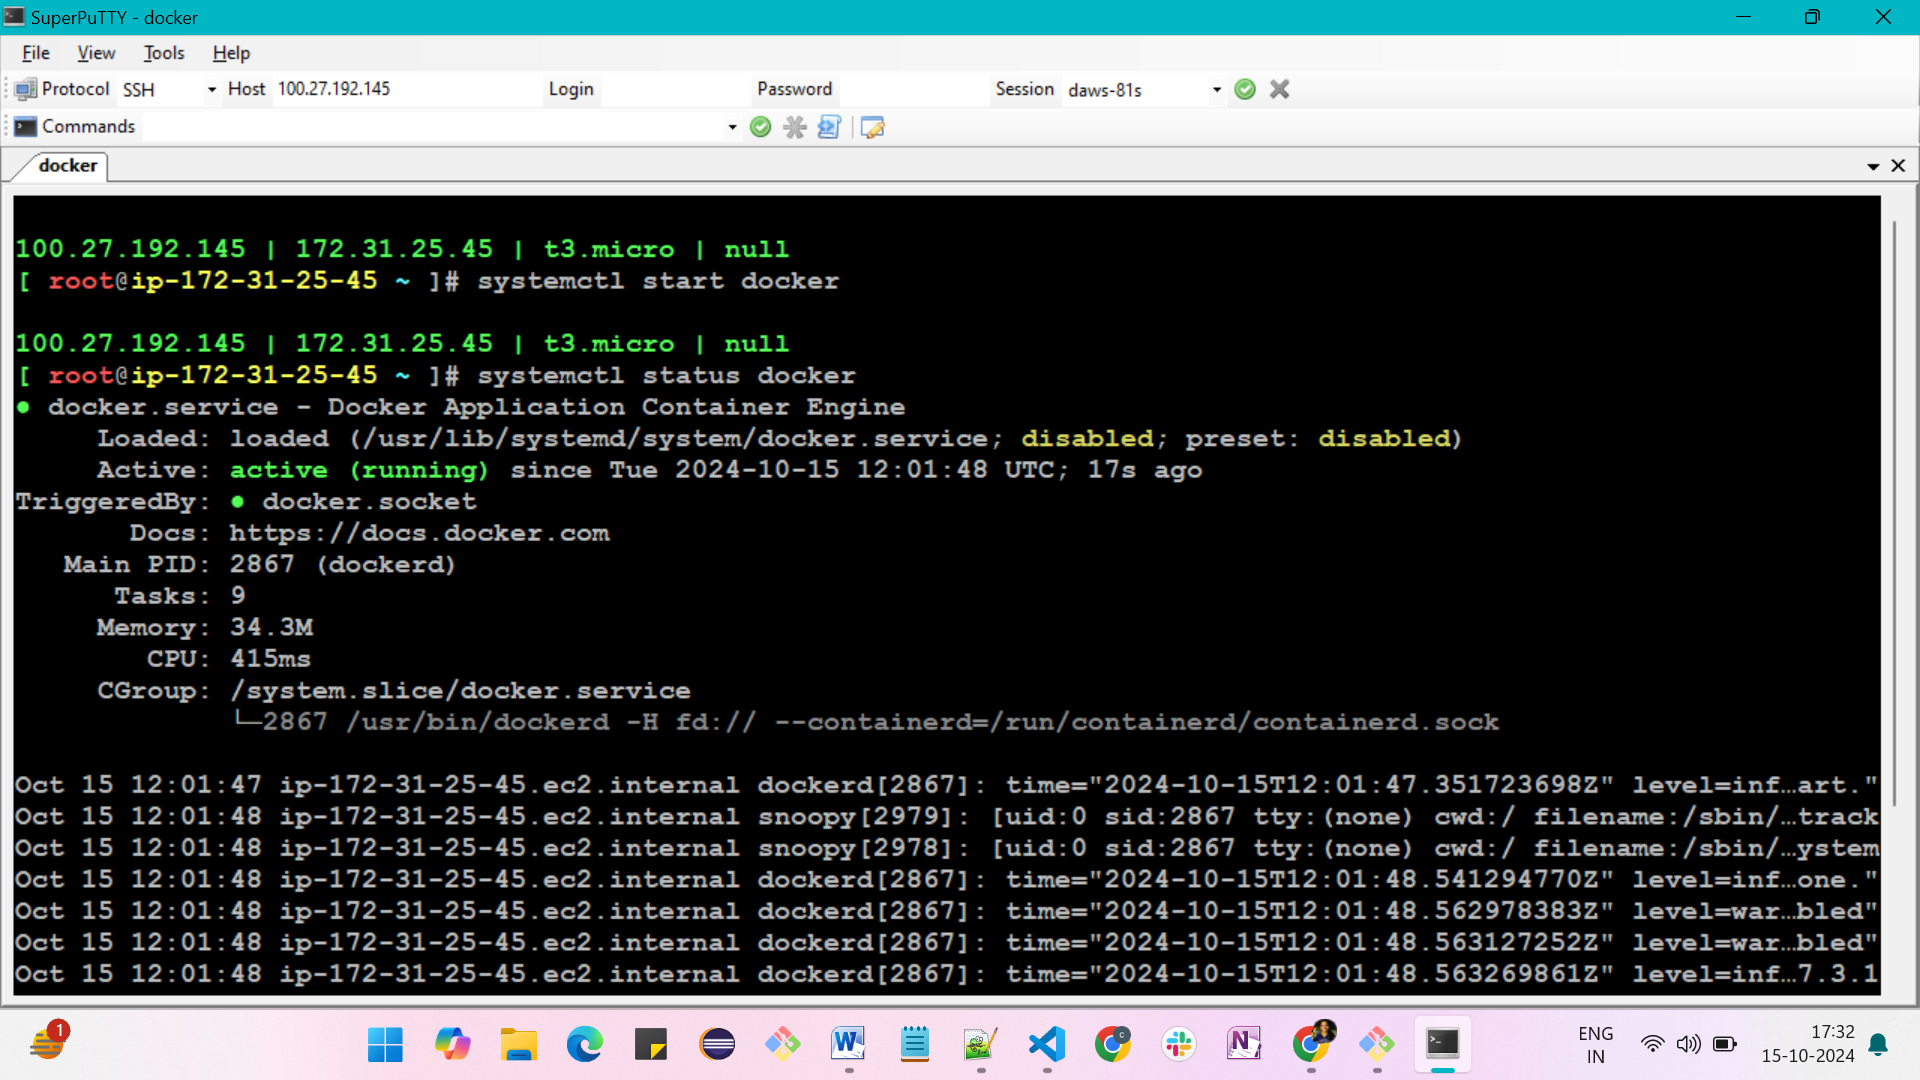 SuperPuTTY - docker
File View Tools Help
Protocol SSH Host 100.27.192.145 Login Password Session daws-81s
Commands
docker
100.27.192.145 | 172.31.25.45 | t3.micro | null
[ root@ip-172-31-25-45 ~ ]# systemctl start docker
100.27.192.145 | 172.31.25.45 | t3.micro | null
[ root@ip-172-31-25-45 ~ ]# systemctl status docker
● docker.service - Docker Application Container Engine
Loaded: loaded (/usr/lib/systemd/system/docker.service; disabled; preset: disabled)
Active: active (running) since Tue 2024-10-15 12:01:48 UTC; 17s ago
TriggeredBy: ● docker.socket
Docs: https://docs.docker.com
Main PID: 2867 (dockerd)
Tasks: 9
Memory: 34.3M
CPU: 415ms
CGroup: /system.slice/docker.service
└─2867 /usr/bin/dockerd -H fd:// --containerd=/run/containerd/containerd.sock
Oct 15 12:01:47 ip-172-31-25-45.ec2.internal dockerd[2867]: time="2024-10-15T12:01:47.351723698Z" level=inf…art."
Oct 15 12:01:48 ip-172-31-25-45.ec2.internal snoopy[2979]: [uid:0 sid:2867 tty:(none) cwd:/ filename:/sbin/…track
Oct 15 12:01:48 ip-172-31-25-45.ec2.internal snoopy[2978]: [uid:0 sid:2867 tty:(none) cwd:/ filename:/sbin/…ystem
Oct 15 12:01:48 ip-172-31-25-45.ec2.internal dockerd[2867]: time="2024-10-15T12:01:48.541294770Z" level=inf…one."
Oct 15 12:01:48 ip-172-31-25-45.ec2.internal dockerd[2867]: time="2024-10-15T12:01:48.562978383Z" level=war…bled"
Oct 15 12:01:48 ip-172-31-25-45.ec2.internal dockerd[2867]: time="2024-10-15T12:01:48.563127252Z" level=war…bled"
Oct 15 12:01:48 ip-172-31-25-45.ec2.internal dockerd[2867]: time="2024-10-15T12:01:48.563269861Z" level=inf…7.3.1
1
ENG
IN
17:32
15-10-2024